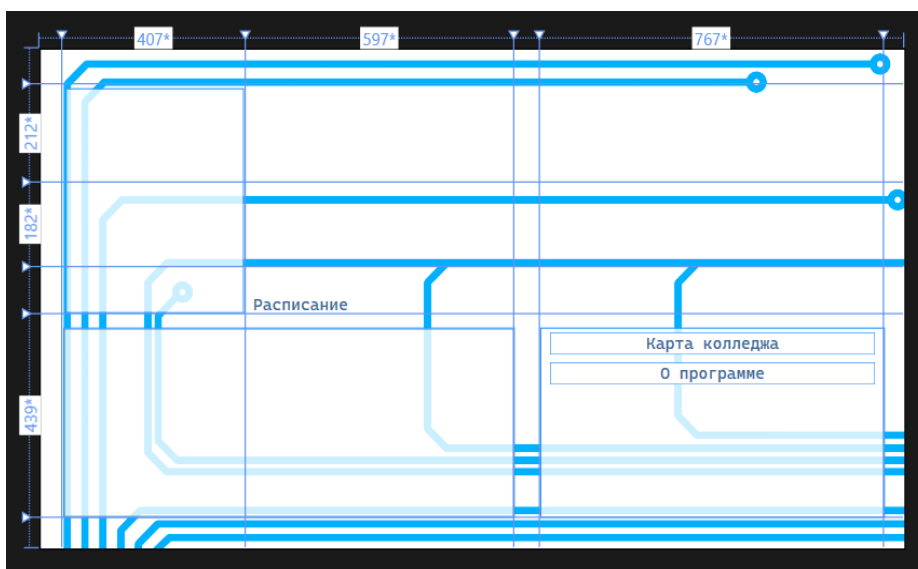 407* 597* 767*
212*
182*
Расписание
Карта колледжа
О программе
439*